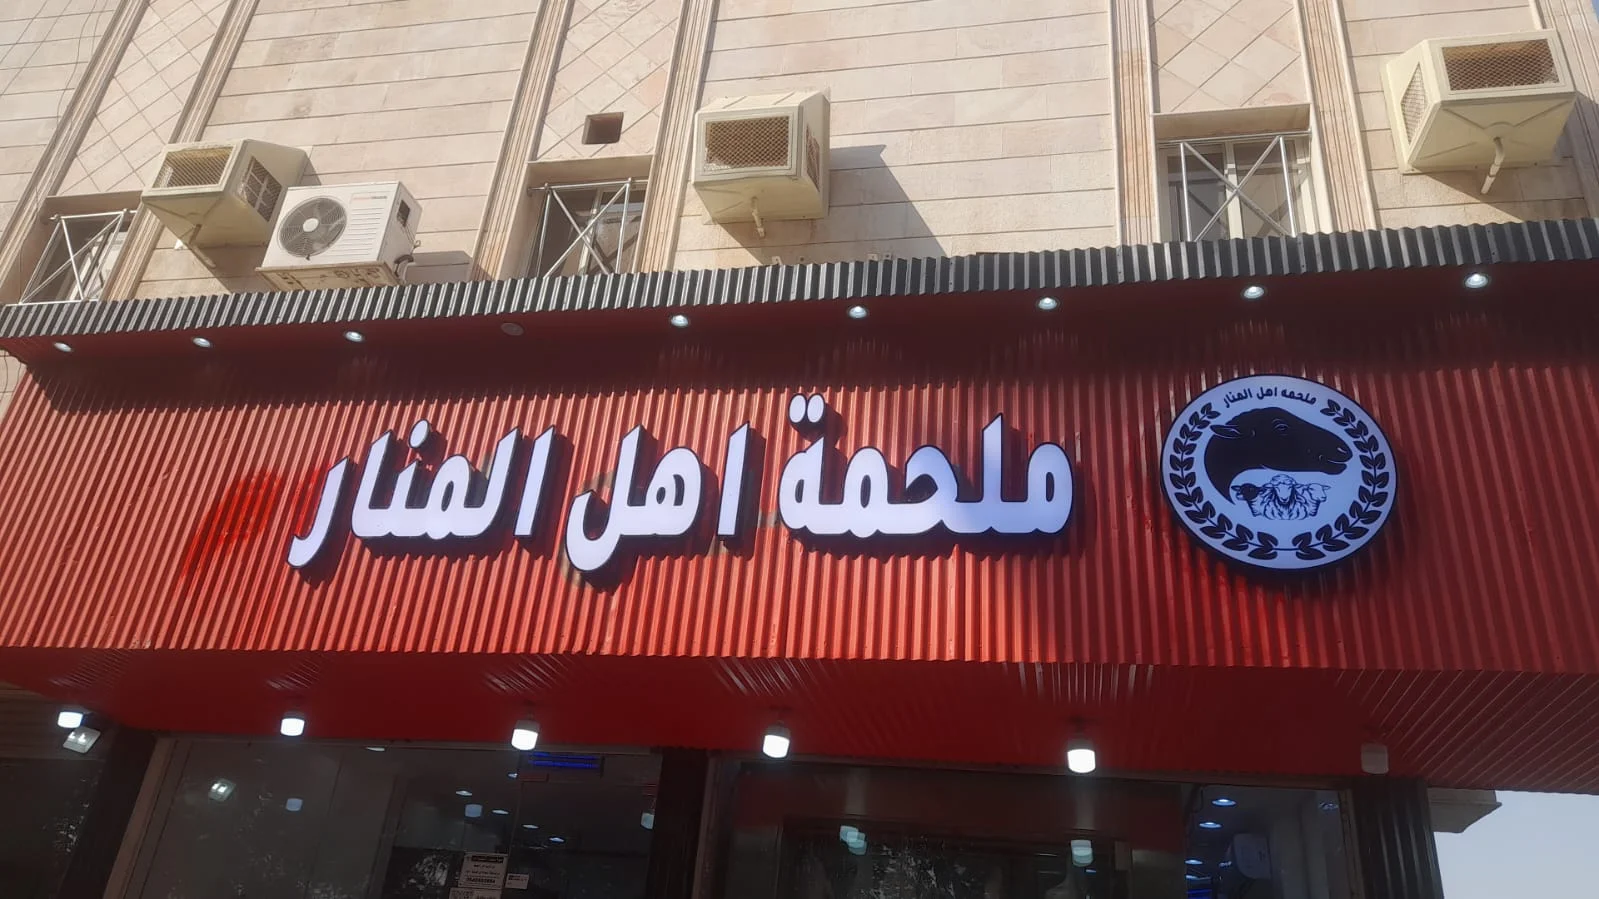 ملحمة اهل المنار
ملحمه اهل المنار